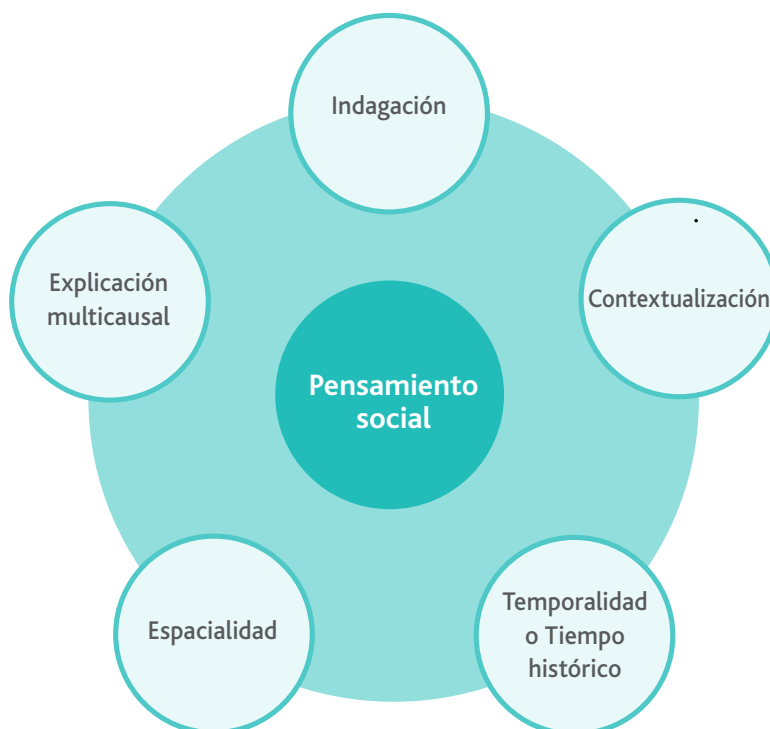 Indagación
Explicación
multicausal
Contextualización
Pensamiento
social
Espacialidad
Temporalidad
o Tiempo
histórico